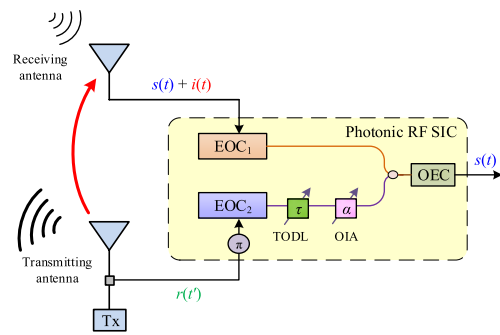 Receiving
antenna
s(t) + i(t)
Photonic RF SIC
EOC₁
s(t)
OEC
EOC₂
τ
α
TODL
OIA
π
Transmitting
antenna
r(t′)
Tx